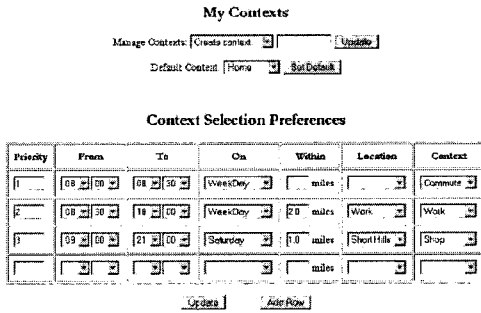 My Contexts
Manage Contexts: Create context Update
Default Context Home Set Default
Context Selection Preferences
Priority From To On Within Location Context
1 08 00 08 30 WeekDay miles Commute
2 08 30 18 00 WeekDay 2.0 miles Work Work
3 09 00 21 00 Saturday 1.0 miles Short Hills Shop
miles
Update Add Row